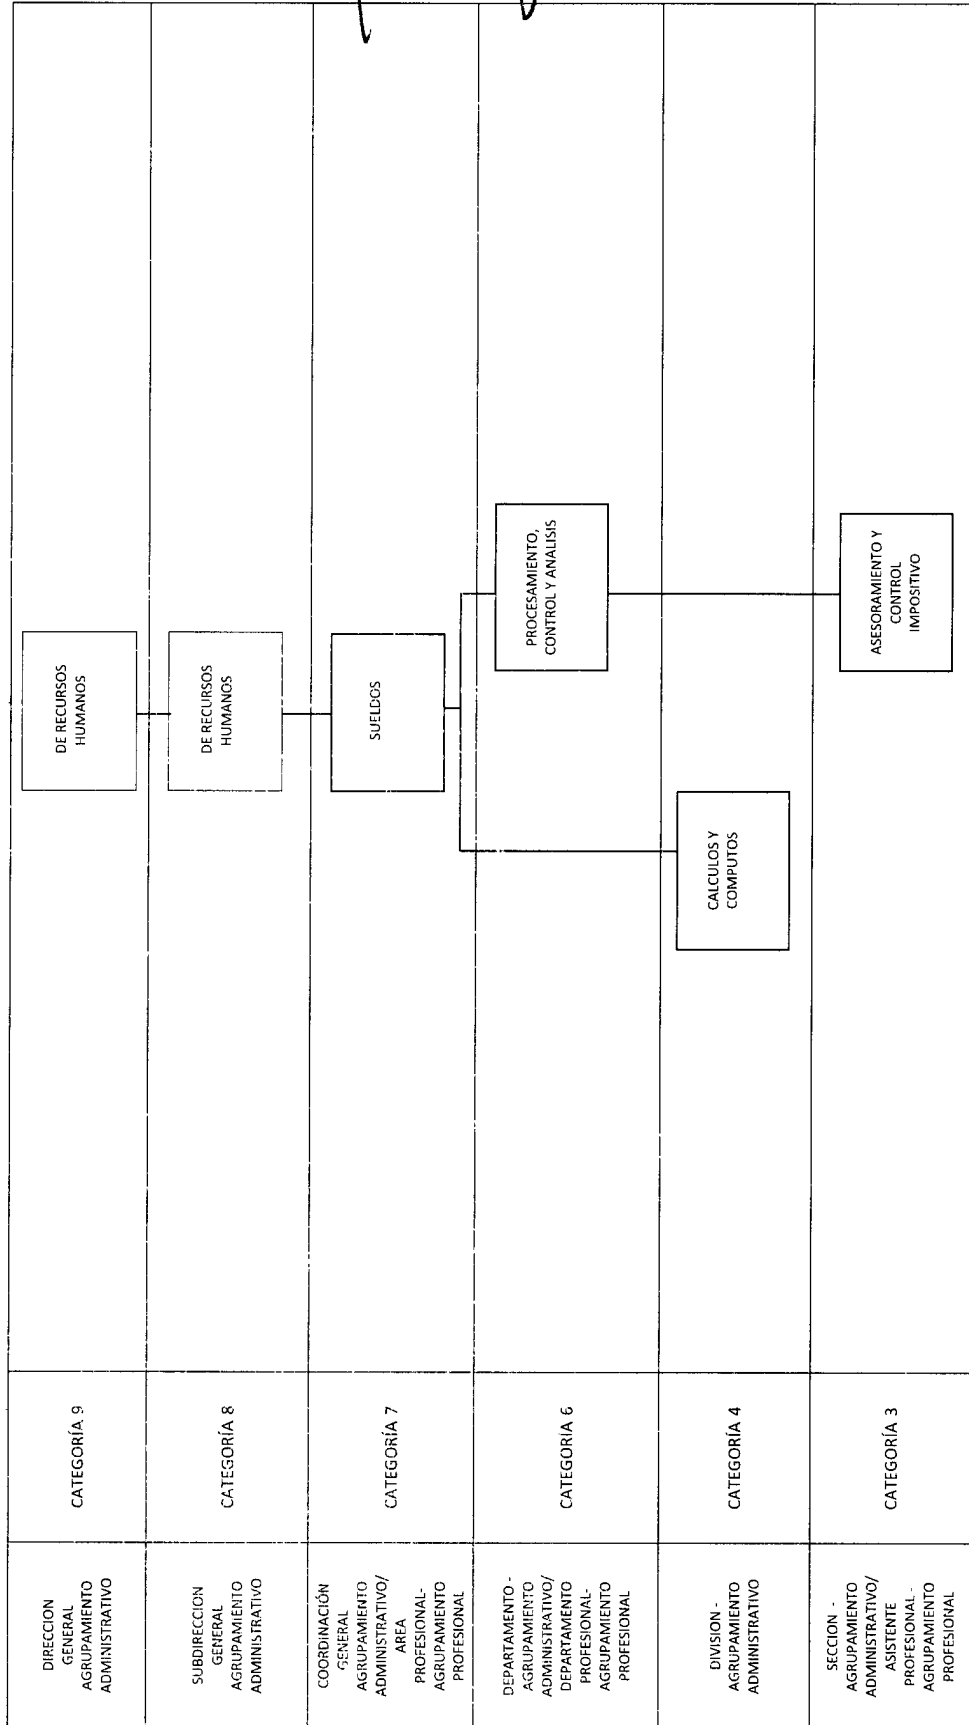 DIRECCION
GENERAL
AGRUPAMIENTO
ADMINISTRATIVO
CATEGORÍA 9
DE RECURSOS
HUMANOS
SUBDIRECCION
GENERAL
AGRUPAMIENTO
ADMINISTRATIVO
CATEGORÍA 8
DE RECURSOS
HUMANOS
COORDINACIÓN
GENERAL
AGRUPAMIENTO
ADMINISTRATIVO/
AREA
PROFESIONAL-
AGRUPAMIENTO
PROFESIONAL
CATEGORÍA 7
SUELDOS
DEPARTAMENTO -
AGRUPAMIENTO
ADMINISTRATIVO/
DEPARTAMENTO
PROFESIONAL-
AGRUPAMIENTO
PROFESIONAL
CATEGORÍA 6
PROCESAMIENTO,
CONTROL Y ANALISIS
DIVISION -
AGRUPAMIENTO
ADMINISTRATIVO
CATEGORÍA 4
CALCULOS Y
COMPUTOS
SECCION -
AGRUPAMIENTO
ADMINISTRATIVO/
ASISTENTE
PROFESIONAL -
AGRUPAMIENTO
PROFESIONAL
CATEGORÍA 3
ASESORAMIENTO Y
CONTROL
IMPOSITIVO